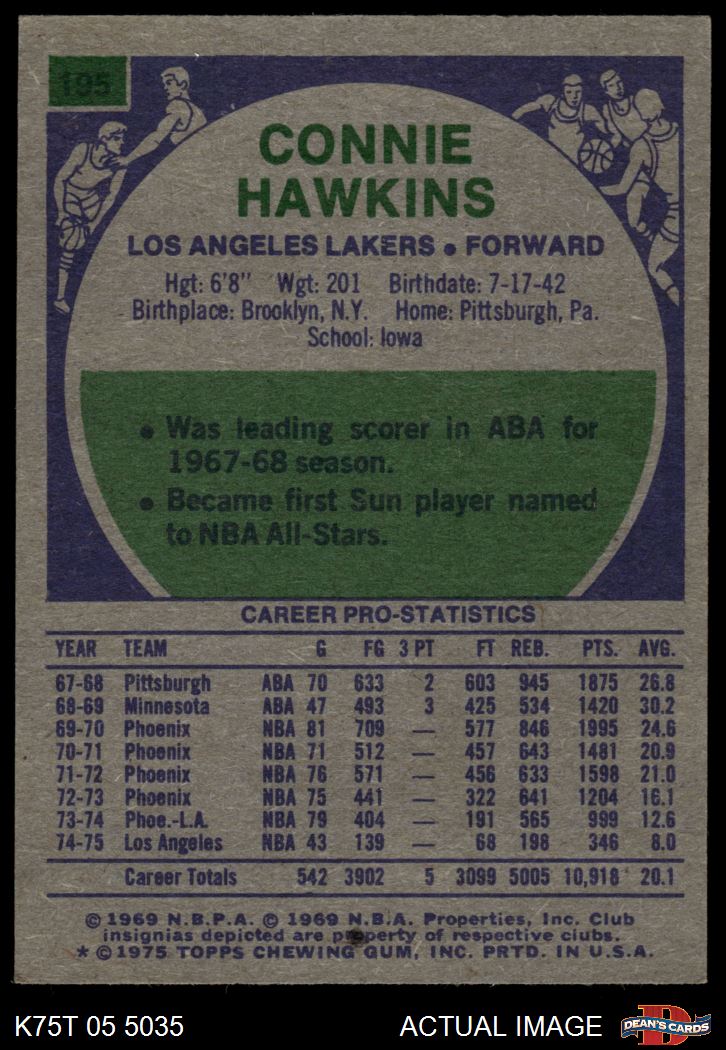 195
CONNIE
HAWKINS
LOS ANGELES LAKERS • FORWARD
Hgt: 6'8" Wgt: 201 Birthdate: 7-17-42
Birthplace: Brooklyn, N.Y. Home: Pittsburgh, Pa.
School: Iowa
• Was leading scorer in ABA for
1967-68 season.
• Became first Sun player named
to NBA All-Stars.
CAREER PRO-STATISTICS
YEAR TEAM G FG 3 PT FT REB. PTS. AVG.
67-68 Pittsburgh ABA 70 633 2 603 945 1875 26.8
68-69 Minnesota ABA 47 493 3 425 534 1420 30.2
69-70 Phoenix NBA 81 709 — 577 846 1995 24.6
70-71 Phoenix NBA 71 512 — 457 643 1481 20.9
71-72 Phoenix NBA 76 571 — 456 633 1598 21.0
72-73 Phoenix NBA 75 441 — 322 641 1204 16.1
73-74 Phoe.-L.A. NBA 79 404 — 191 565 999 12.6
74-75 Los Angeles NBA 43 139 — 68 198 346 8.0
Career Totals 542 3902 5 3099 5005 10,918 20.1
© 1969 N.B.P.A. © 1969 N.B.A. Properties, Inc. Club
insignias depicted are property of respective clubs.
* © 1975 TOPPS CHEWING GUM, INC. PRTD. IN U.S.A.
K75T 05 5035 ACTUAL IMAGE
D
DEAN'S CARDS